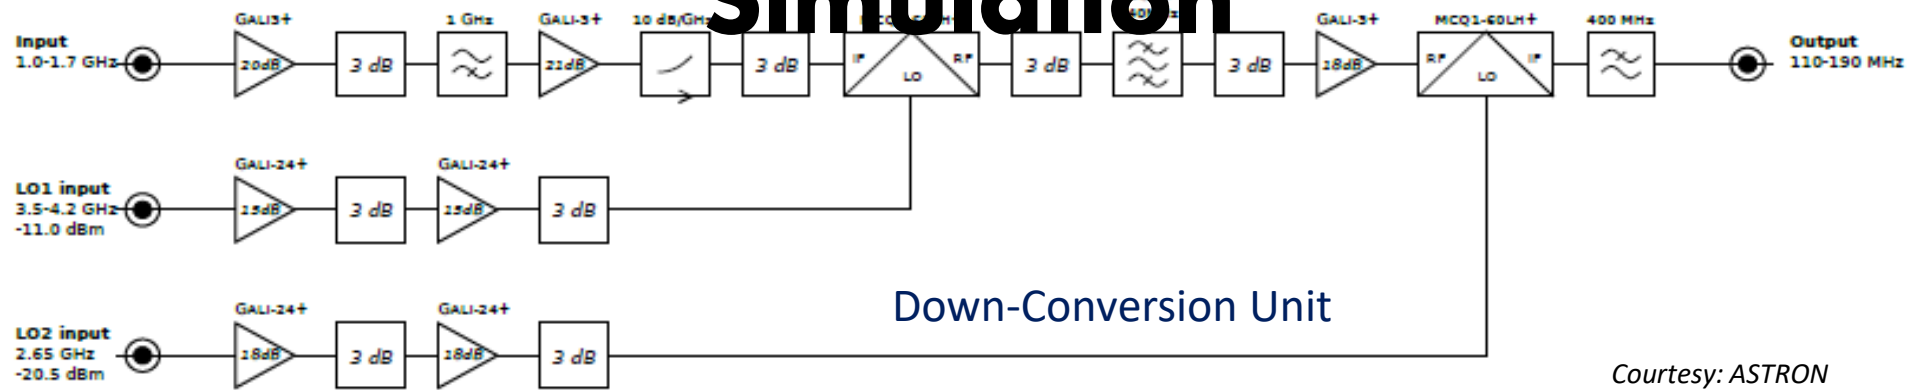 Simulation
GALI3+ 1 GHz GALI-3+ 10 dB/GHz GALI-3+ MCQ1-60LH+ 400 MHz
Input
1.0-1.7 GHz
20dB 3 dB 21dB 3 dB IF LO RF 3 dB 3 dB 18dB RF LO IF
Output
110-190 MHz
GALI-24+ GALI-24+
LO1 input
3.5-4.2 GHz
-11.0 dBm
15dB 3 dB 15dB 3 dB
Down-Conversion Unit
GALI-24+ GALI-24+
LO2 input
2.65 GHz
-20.5 dBm
18dB 3 dB 18dB 3 dB
Courtesy: ASTRON